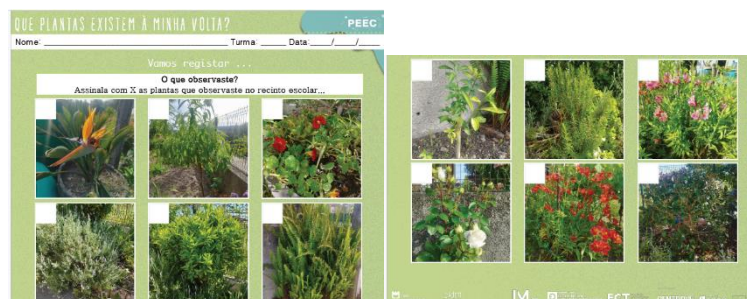 QUE PLANTAS EXISTEM À MINHA VOLTA?
PEEC
Nome: Turma: Data: / /
Vamos registar ...
O que observaste?
Assinala com X as plantas que observaste no recinto escolar...
FCT